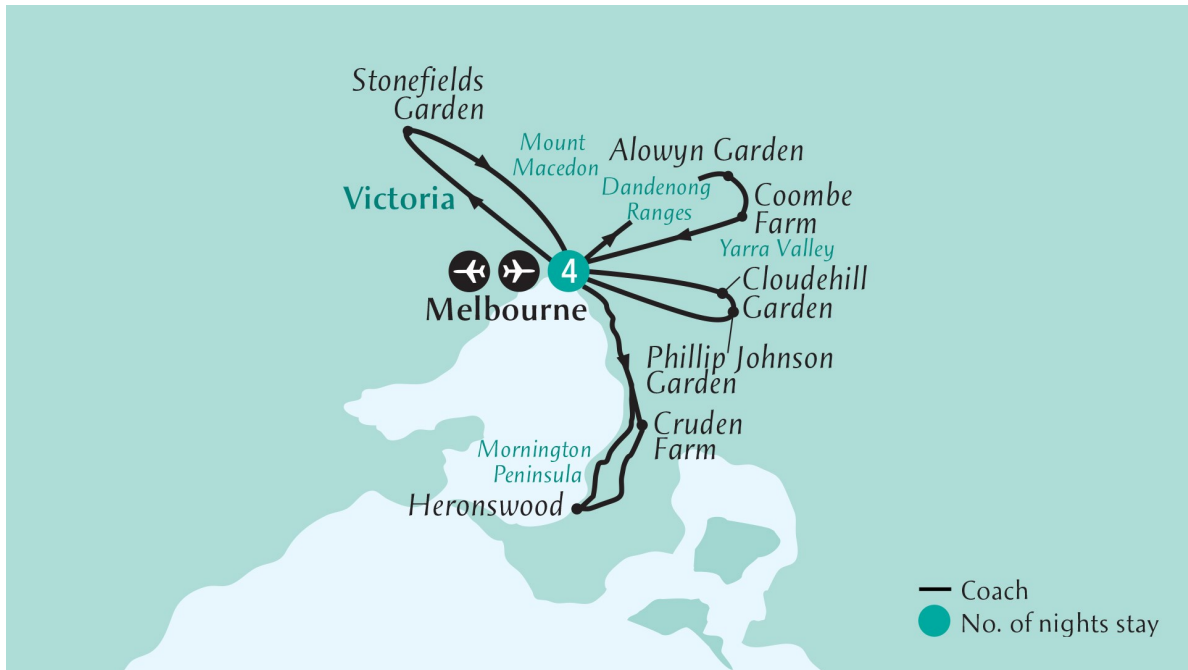 Stonefields
Garden
Mount
Macedon
Alowyn Garden
Dandenong
Ranges
Victoria
Coombe
Farm
Yarra Valley
4
Cloudehill
Garden
Melbourne
Phillip Johnson
Garden
Cruden
Farm
Mornington
Peninsula
Heronswood
Coach
No. of nights stay